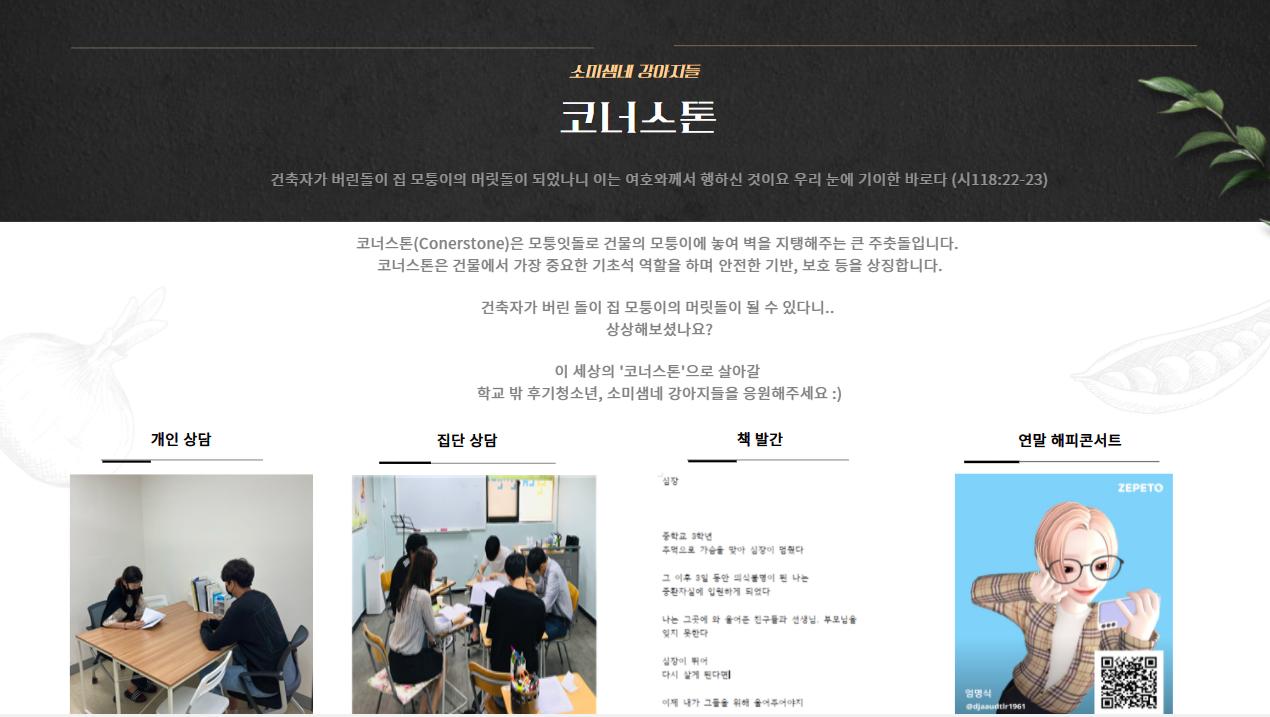 소미샘네 강아지들
코너스톤
건축자가 버린돌이 집 모퉁이의 머릿돌이 되었나니 이는 여호와께서 행하신 것이요 우리 눈에 기이한 바로다 (시118:22-23)
코너스톤(Conerstone)은 모퉁잇돌로 건물의 모퉁이에 놓여 벽을 지탱해주는 큰 주춧돌입니다.
코너스톤은 건물에서 가장 중요한 기초석 역할을 하며 안전한 기반, 보호 등을 상징합니다.
건축자가 버린 돌이 집 모퉁이의 머릿돌이 될 수 있다니..
상상해보셨나요?
이 세상의 '코너스톤'으로 살아갈
학교 밖 후기청소년, 소미샘네 강아지들을 응원해주세요 :)
개인 상담
집단 상담
책 발간
연말 해피콘서트
심장
중학교 3학년
주먹으로 가슴을 맞아 심장이 멈췄다
그 이후 3일 동안 의식불명이 된 나는
중환자실에 입원하게 되었다
나는 그곳에 와 울어준 친구들과 선생님, 부모님을
잊지 못한다
심장이 뛰어
다시 살게 된다면
이제 내가 그들을 위해 울어주어야지
ZEPETO
엄명식
@djaaudtlr1961